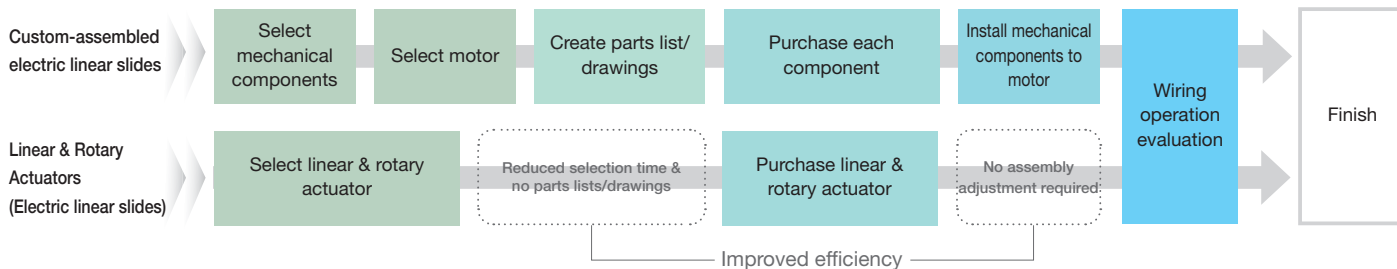 Custom-assembled
electric linear slides
Select
mechanical
components
Select motor
Create parts list/
drawings
Purchase each
component
Install mechanical
components to
motor
Wiring
operation
evaluation
Finish
Linear & Rotary
Actuators
(Electric linear slides)
Select linear & rotary
actuator
Reduced selection time &
no parts lists/drawings
Purchase linear &
rotary actuator
No assembly
adjustment required
Improved efficiency